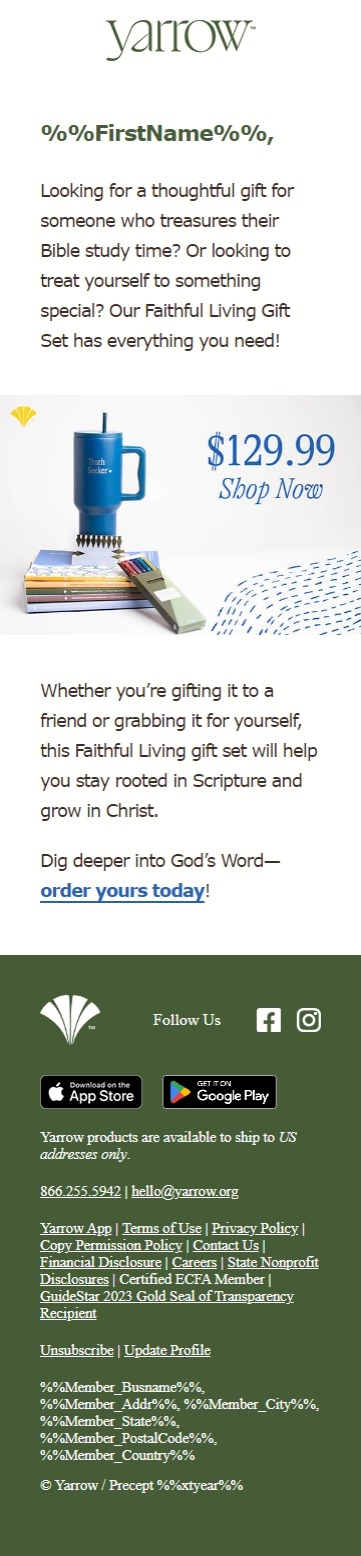 yarrow™
%%FirstName%%,
Looking for a thoughtful gift for
someone who treasures their
Bible study time? Or looking to
treat yourself to something
special? Our Faithful Living Gift
Set has everything you need!
$129.99
Shop Now
Truth
Seeker
Whether you’re gifting it to a
friend or grabbing it for yourself,
this Faithful Living gift set will help
you stay rooted in Scripture and
grow in Christ.
Dig deeper into God’s Word—
order yours today!
™
Follow Us
Download on the
App Store
GET IT ON
Google Play
Yarrow products are available to ship to US
addresses only.
866.255.5942 | hello@yarrow.org
Yarrow App | Terms of Use | Privacy Policy |
Copy Permission Policy | Contact Us |
Financial Disclosure | Careers | State Nonprofit
Disclosures | Certified ECFA Member |
GuideStar 2023 Gold Seal of Transparency
Recipient
Unsubscribe | Update Profile
%%Member_Busname%%,
%%Member_Addr%%, %%Member_City%%,
%%Member_State%%,
%%Member_PostalCode%%,
%%Member_Country%%
© Yarrow / Precept %%xtyear%%